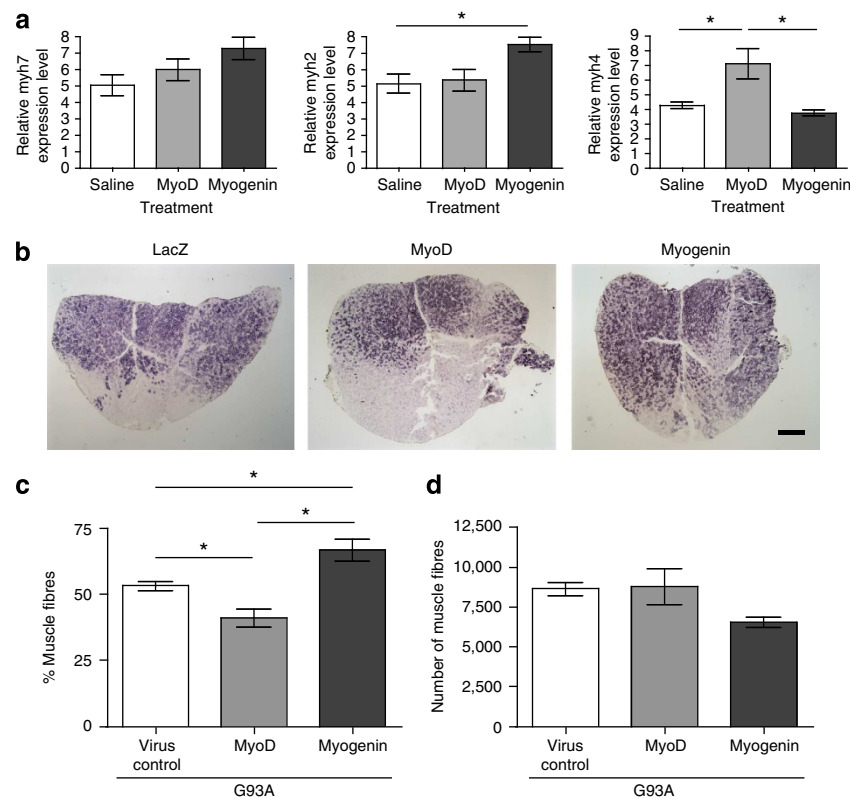 a
Relative myh7
expression level
8
7
6
5
4
3
2
1
0
Saline MyoD Myogenin
Treatment
Relative myh2
expression level
*
8
7
6
5
4
3
2
1
0
Saline MyoD Myogenin
Treatment
Relative myh4
expression level
* *
9
8
7
6
5
4
3
2
1
0
Saline MyoD Myogenin
Treatment
b
LacZ MyoD Myogenin
c
% Muscle fibres
*
*
*
75
50
25
0
Virus
control
MyoD Myogenin
G93A
d
Number of muscle fibres
12,500
10,000
7,500
5,000
2,500
0
Virus
control
MyoD Myogenin
G93A